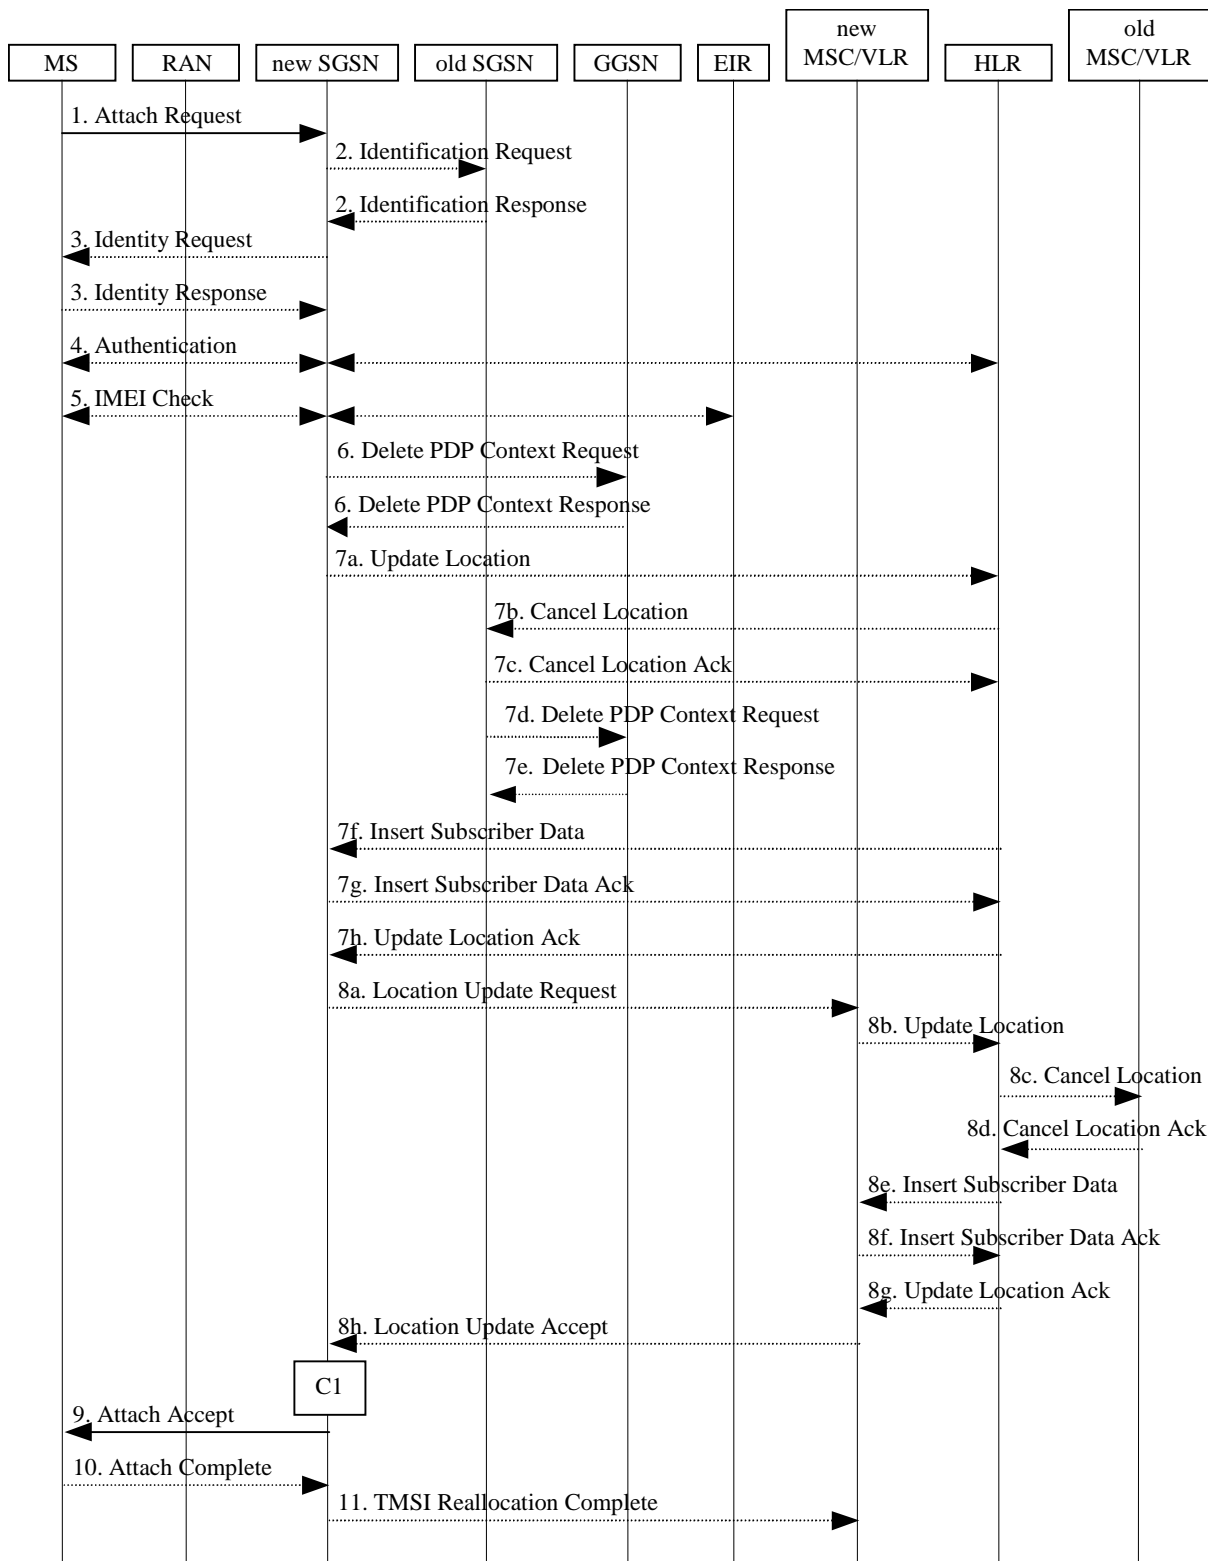 new
MSC/VLR
old
MSC/VLR
MS
RAN
new SGSN
old SGSN
GGSN
EIR
HLR
1. Attach Request
2. Identification Request
2. Identification Response
3. Identity Request
3. Identity Response
4. Authentication
5. IMEI Check
6. Delete PDP Context Request
6. Delete PDP Context Response
7a. Update Location
7b. Cancel Location
7c. Cancel Location Ack
7d. Delete PDP Context Request
7e. Delete PDP Context Response
7f. Insert Subscriber Data
7g. Insert Subscriber Data Ack
7h. Update Location Ack
8a. Location Update Request
8b. Update Location
8c. Cancel Location
8d. Cancel Location Ack
8e. Insert Subscriber Data
8f. Insert Subscriber Data Ack
8g. Update Location Ack
8h. Location Update Accept
C1
9. Attach Accept
10. Attach Complete
11. TMSI Reallocation Complete